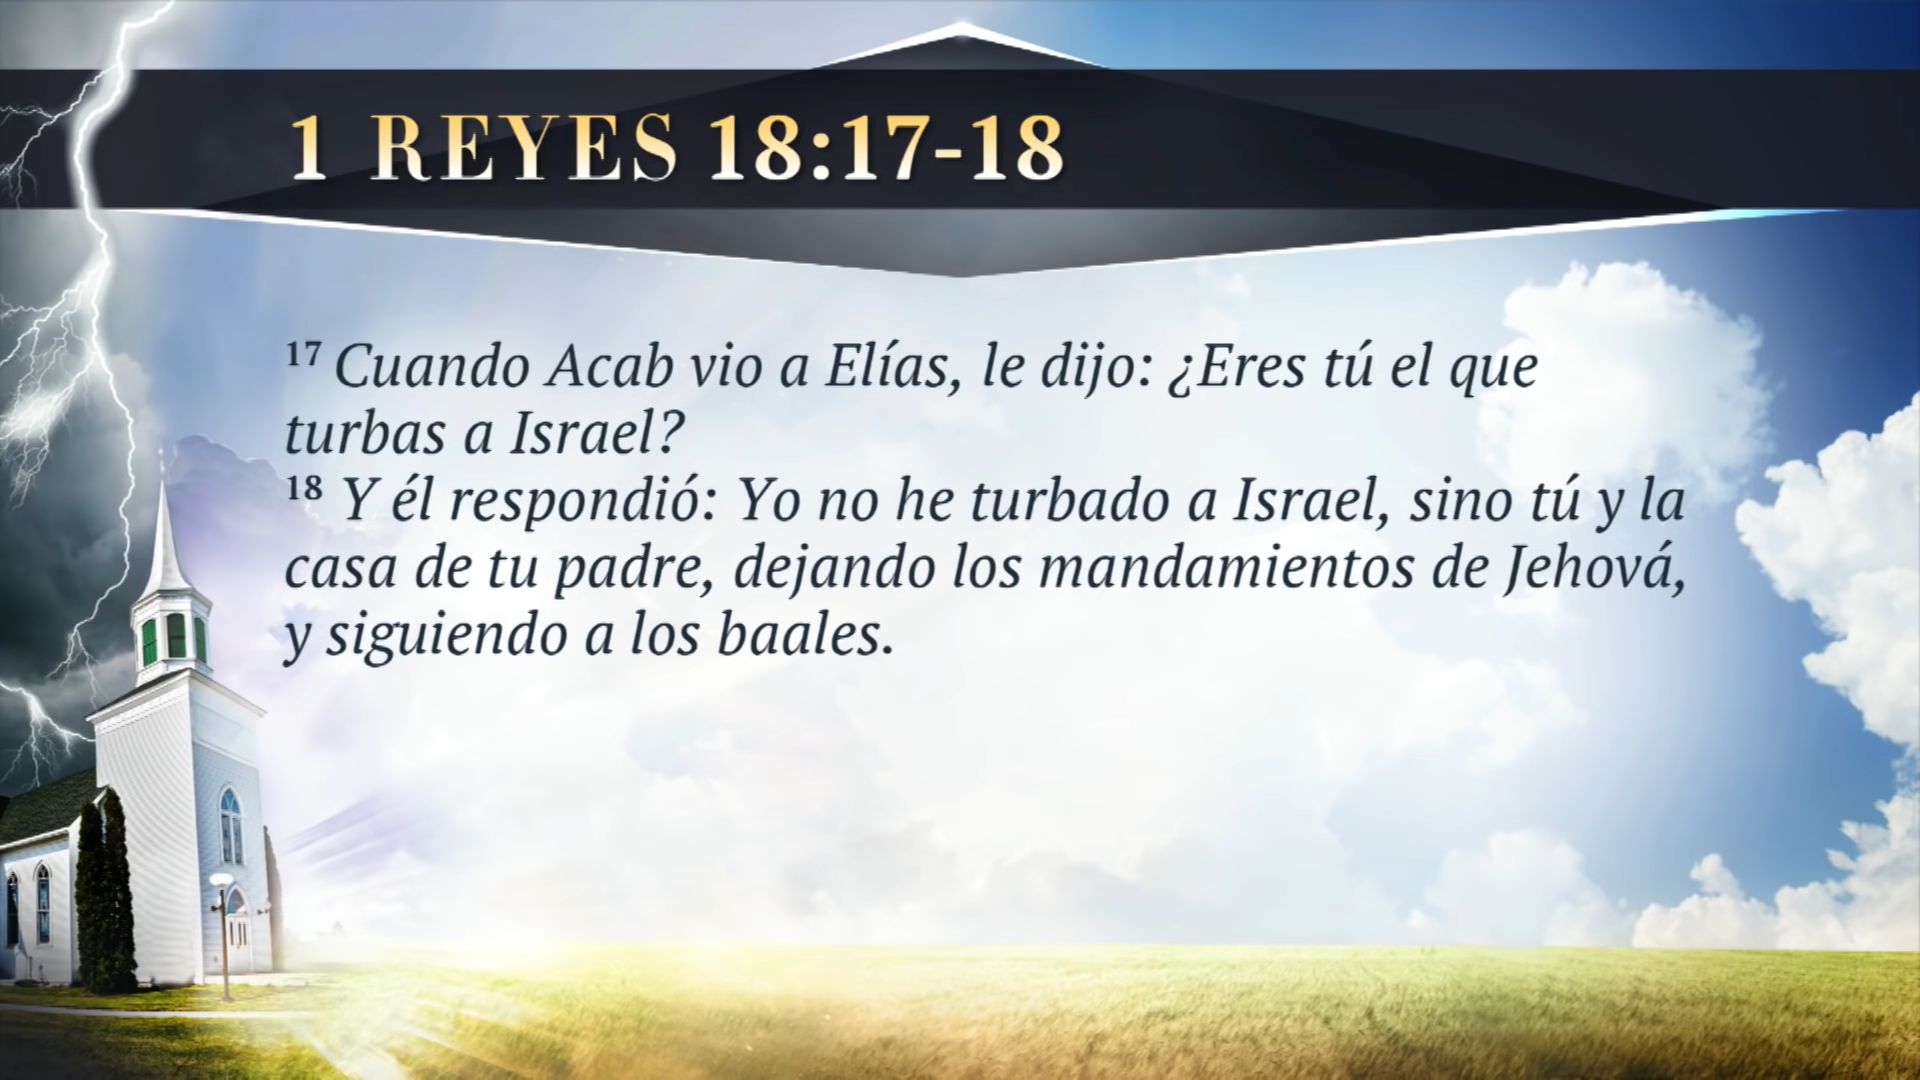 1 REYES 18:17-18
17 Cuando Acab vio a Elías, le dijo: ¿Eres tú el que
turbas a Israel?
18 Y él respondió: Yo no he turbado a Israel, sino tú y la
casa de tu padre, dejando los mandamientos de Jehová,
y siguiendo a los baales.